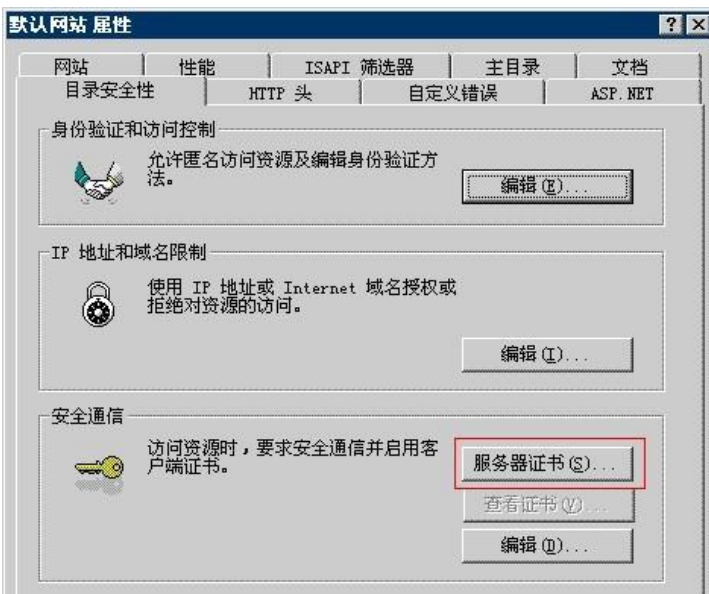 默认网站 属性
网站 性能 ISAPI 筛选器 主目录 文档
目录安全性 HTTP 头 自定义错误 ASP.NET
身份验证和访问控制
允许匿名访问资源及编辑身份验证方
法。
编辑(E)...
IP 地址和域名限制
使用 IP 地址或 Internet 域名授权或
拒绝对资源的访问。
编辑(I)...
安全通信
访问资源时，要求安全通信并启用客
户端证书。
服务器证书(S)...
查看证书(V)...
编辑(D)...